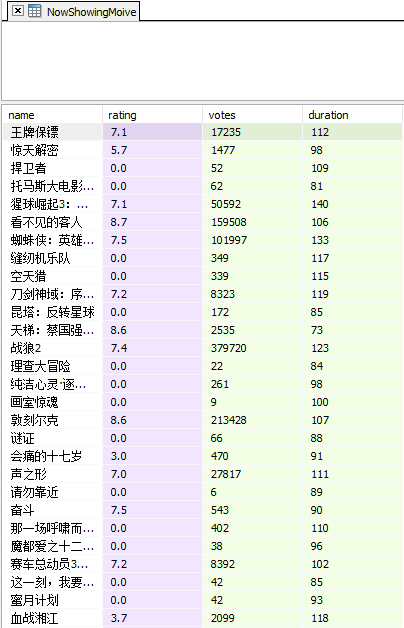 NowShowingMoive
name rating votes duration
王牌保镖 7.1 17235 112
惊天解密 5.7 1477 98
捍卫者 0.0 52 109
托马斯大电影... 0.0 62 81
猩球崛起3：... 7.1 50592 140
看不见的客人 8.7 159508 106
蜘蛛侠：英雄... 7.5 101997 133
缝纫机乐队 0.0 349 117
空天猎 0.0 339 115
刀剑神域：序... 7.2 8323 119
昆塔：反转星球 0.0 172 85
天梯：蔡国强... 8.6 2535 73
战狼2 7.4 379720 123
理查大冒险 0.0 22 84
纯洁心灵·逐... 0.0 261 98
画室惊魂 0.0 9 100
敦刻尔克 8.6 213428 107
谜证 0.0 66 88
会痛的十七岁 3.0 470 91
声之形 7.0 27817 111
请勿靠近 0.0 6 89
奋斗 7.5 543 90
那一场呼啸而... 0.0 402 110
魔都爱之十二... 0.0 38 96
赛车总动员3... 7.2 8392 102
这一刻，我要... 0.0 42 85
蜜月计划 0.0 42 93
血战湘江 3.7 2099 118